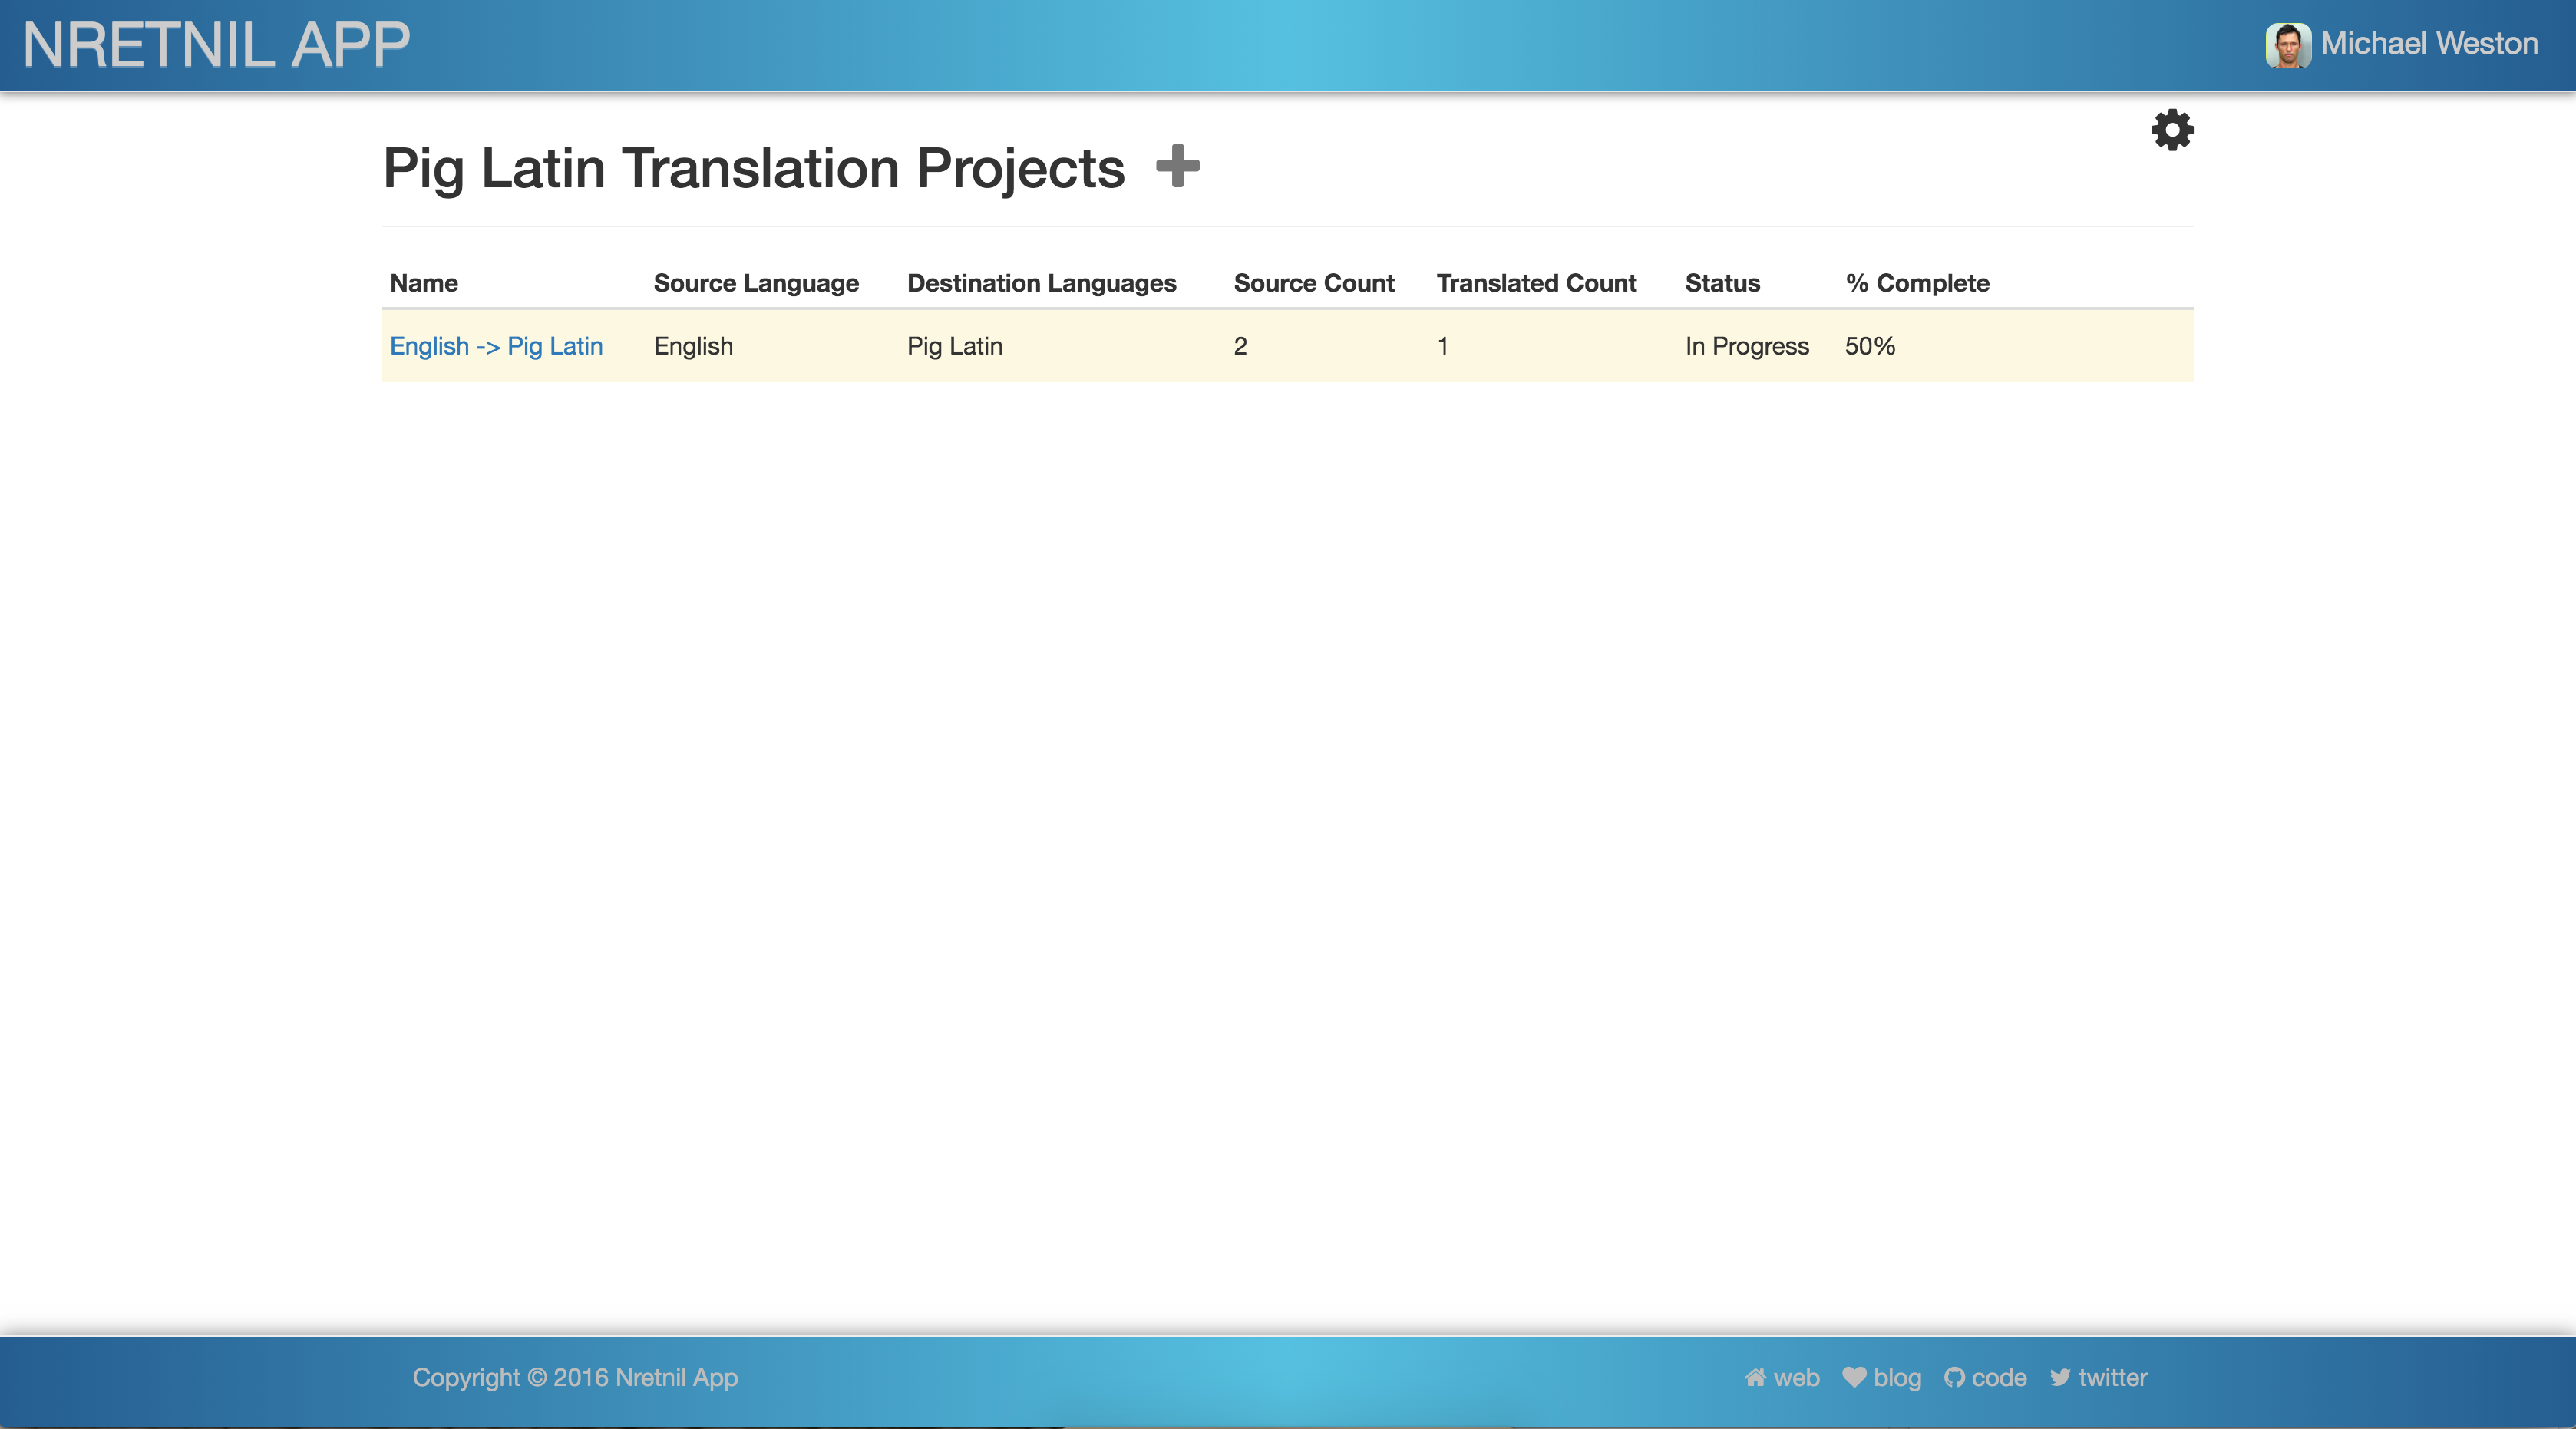 NRETNIL APP
Michael Weston
Pig Latin Translation Projects
Name Source Language Destination Languages Source Count Translated Count Status % Complete
English -> Pig Latin English Pig Latin 2 1 In Progress 50%
Copyright © 2016 Nretnil App
web blog code twitter